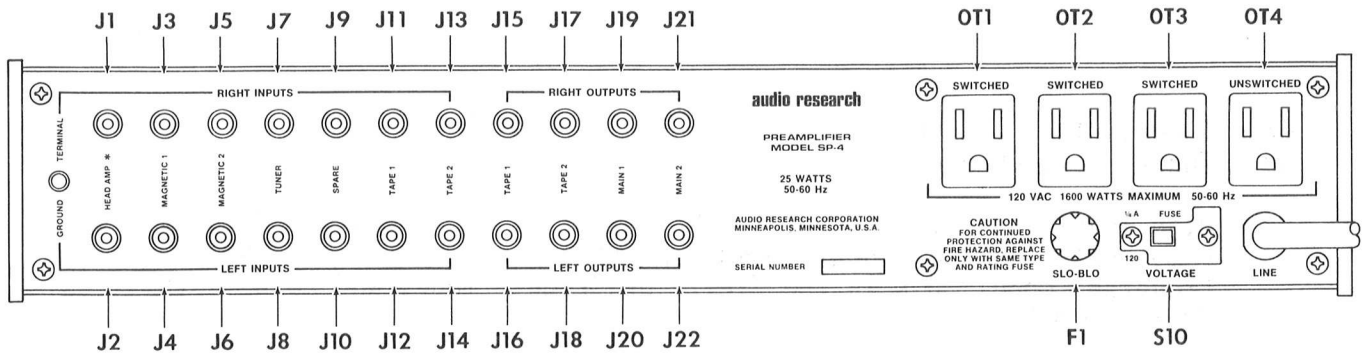 J1 J3 J5 J7 J9 J11 J13 J15 J17 J19 J21 OT1 OT2 OT3 OT4
RIGHT INPUTS
RIGHT OUTPUTS
GROUND TERMINAL
HEAD AMP *
MAGNETIC 1
MAGNETIC 2
TUNER
SPARE
TAPE 1
TAPE 2
TAPE 1
TAPE 2
MAIN 1
MAIN 2
LEFT INPUTS
LEFT OUTPUTS
audio research
PREAMPLIFIER
MODEL SP-4
25 WATTS
50-60 Hz
AUDIO RESEARCH CORPORATION
MINNEAPOLIS, MINNESOTA, U.S.A.
SERIAL NUMBER
SWITCHED SWITCHED SWITCHED UNSWITCHED
120 VAC 1600 WATTS MAXIMUM 50-60 Hz
CAUTION
FOR CONTINUED
PROTECTION AGAINST
FIRE HAZARD, REPLACE
ONLY WITH SAME TYPE
AND RATING FUSE
SLO-BLO
A FUSE
120
VOLTAGE
LINE
J2 J4 J6 J8 J10 J12 J14 J16 J18 J20 J22 F1 S10